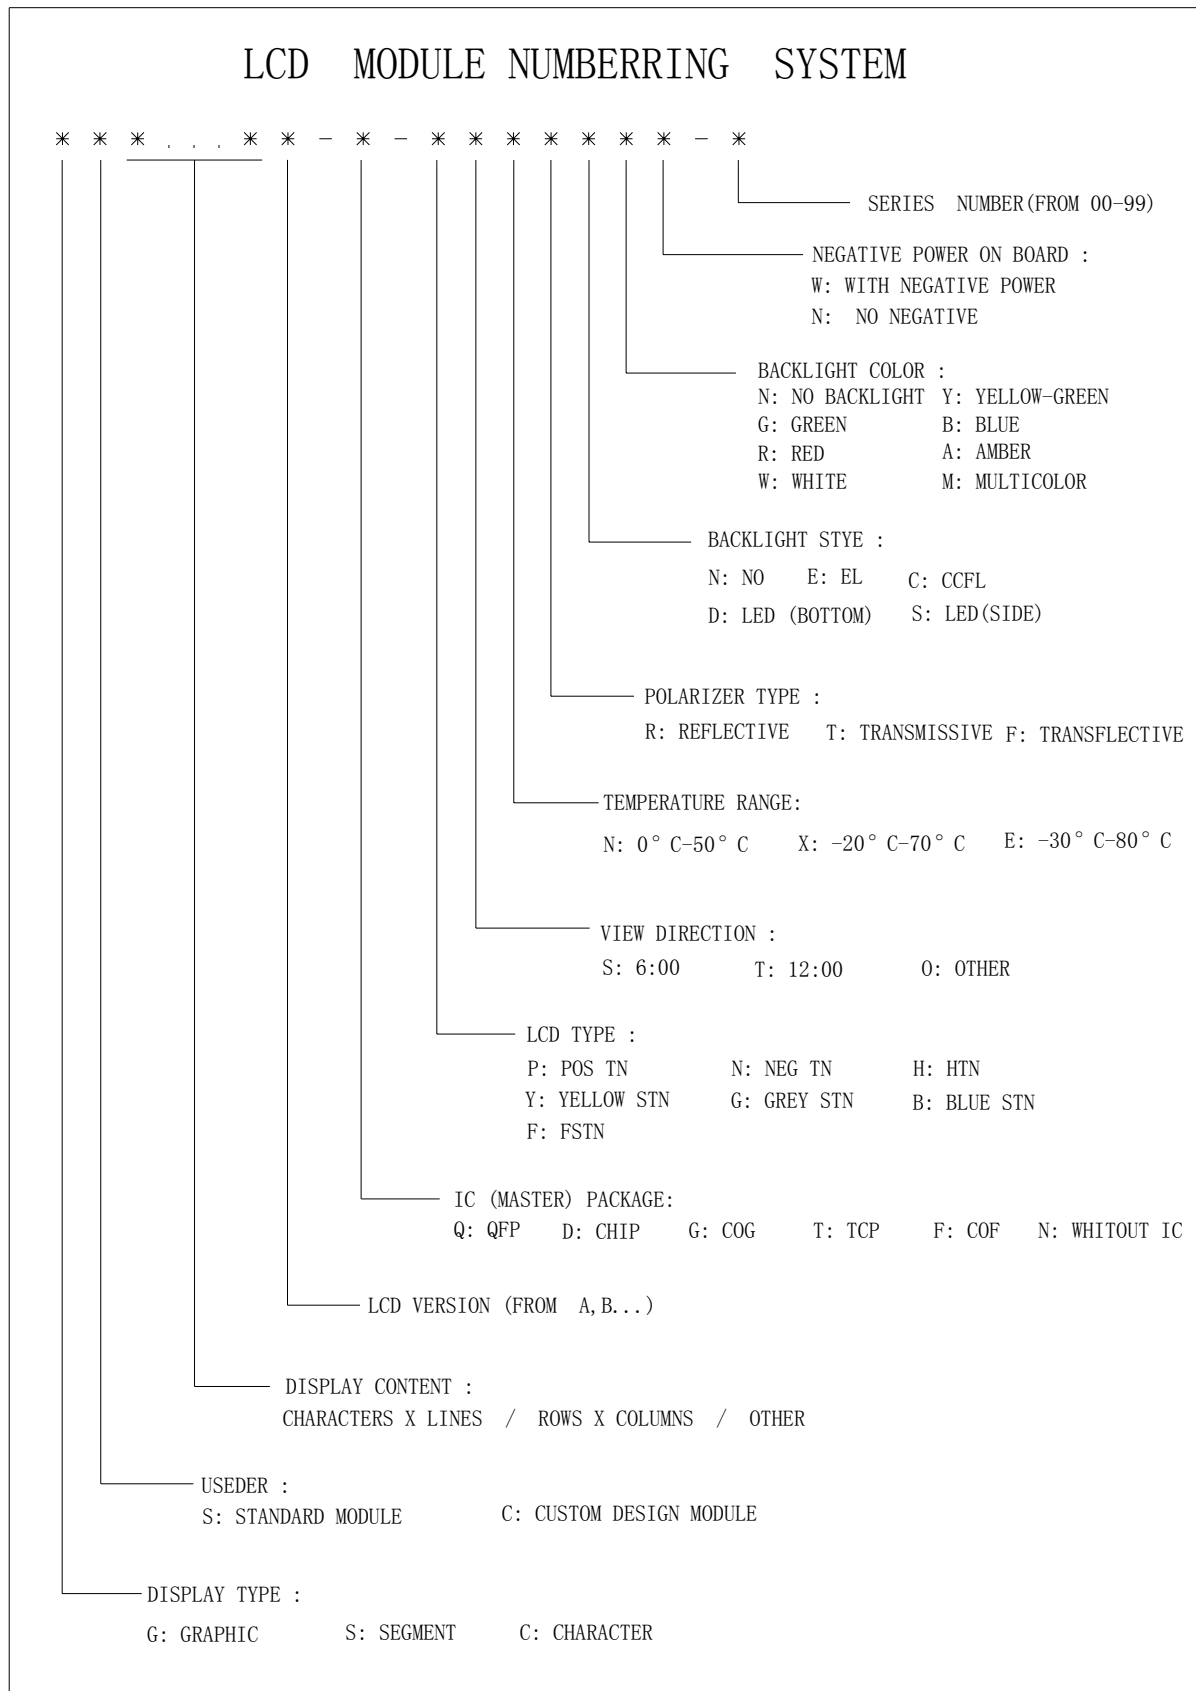 LCD MODULE NUMBERRING SYSTEM
* * * . . . * * - * - * * * * * * * - *
SERIES NUMBER(FROM 00-99)
NEGATIVE POWER ON BOARD :
W: WITH NEGATIVE POWER
N: NO NEGATIVE
BACKLIGHT COLOR :
N: NO BACKLIGHT Y: YELLOW-GREEN
G: GREEN B: BLUE
R: RED A: AMBER
W: WHITE M: MULTICOLOR
BACKLIGHT STYE :
N: NO E: EL C: CCFL
D: LED (BOTTOM) S: LED(SIDE)
POLARIZER TYPE :
R: REFLECTIVE T: TRANSMISSIVE F: TRANSFLECTIVE
TEMPERATURE RANGE:
N: 0° C-50° C X: -20° C-70° C E: -30° C-80° C
VIEW DIRECTION :
S: 6:00 T: 12:00 O: OTHER
LCD TYPE :
P: POS TN N: NEG TN H: HTN
Y: YELLOW STN G: GREY STN B: BLUE STN
F: FSTN
IC (MASTER) PACKAGE:
Q: QFP D: CHIP G: COG T: TCP F: COF N: WHITOUT IC
LCD VERSION (FROM A,B...)
DISPLAY CONTENT :
CHARACTERS X LINES / ROWS X COLUMNS / OTHER
USEDER :
S: STANDARD MODULE C: CUSTOM DESIGN MODULE
DISPLAY TYPE :
G: GRAPHIC S: SEGMENT C: CHARACTER